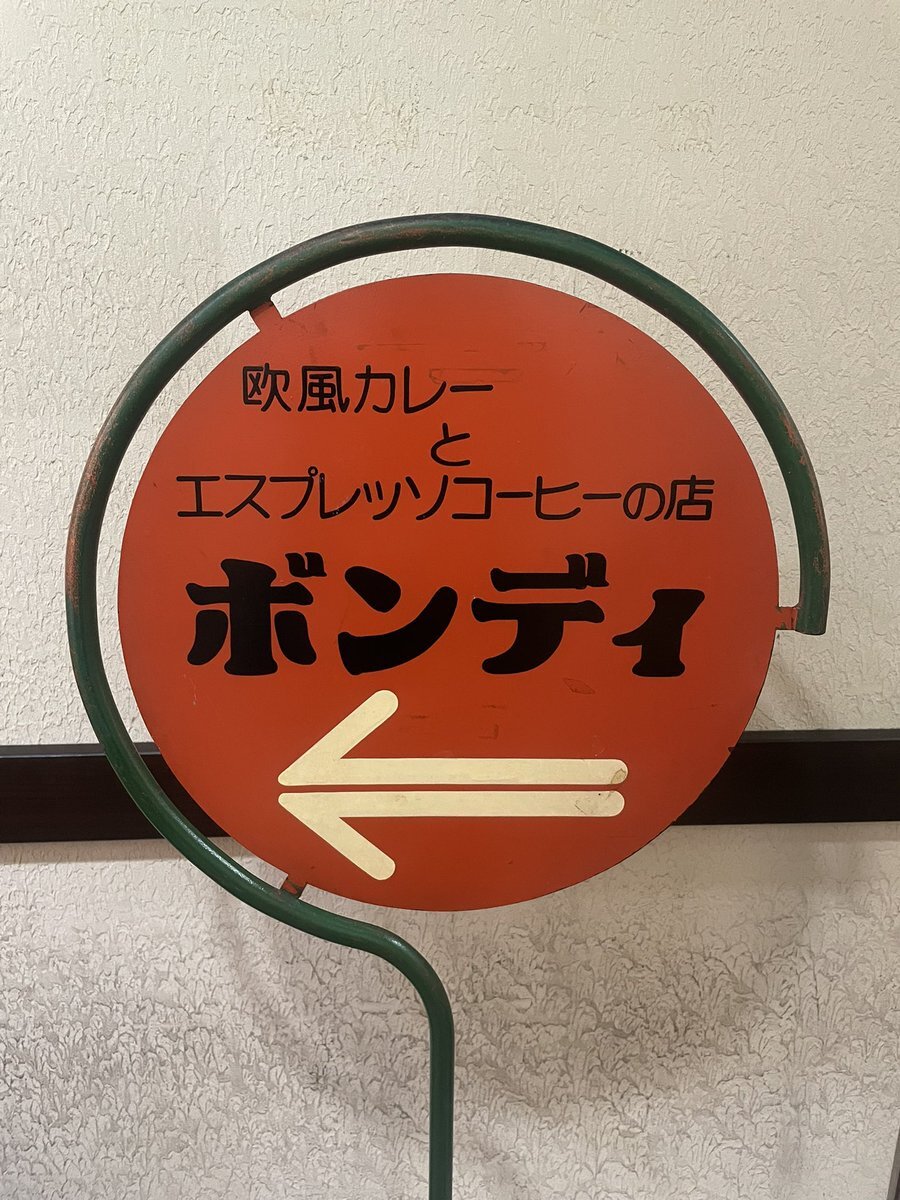 欧風カレー
と
エスプレッソコーヒーの店
ボンディ